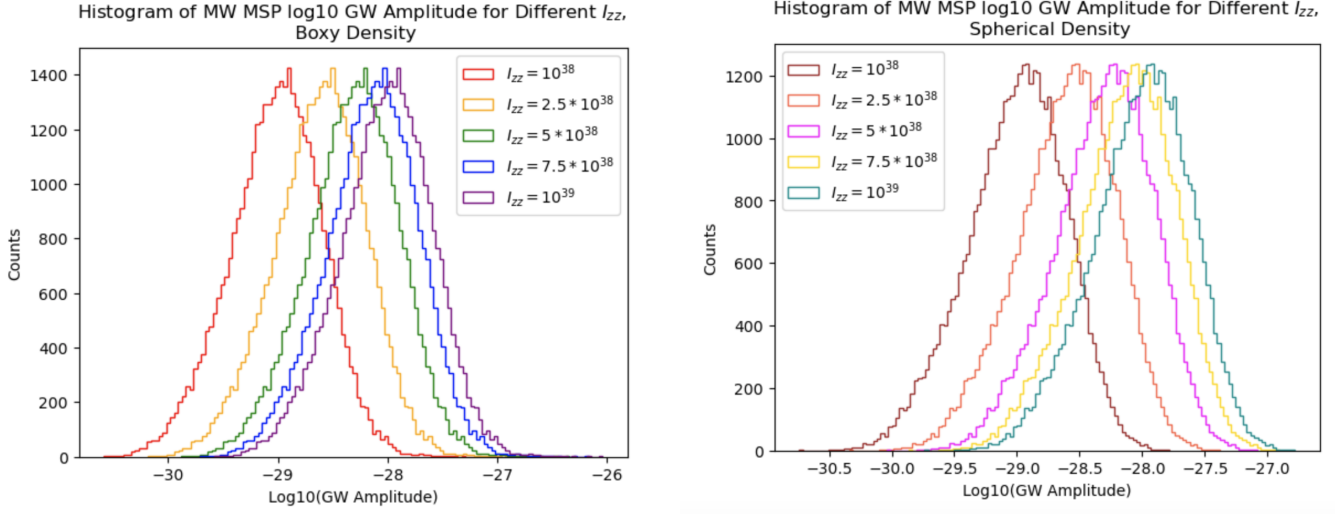 Histogram of MW MSP log10 GW Amplitude for Different I_zz,
Boxy Density
1400
1200
1000
800
600
400
200
0
Counts
I_zz = 10^38
I_zz = 2.5 * 10^38
I_zz = 5 * 10^38
I_zz = 7.5 * 10^38
I_zz = 10^39
−30
−29
−28
−27
−26
Log10(GW Amplitude)
Histogram of MW MSP log10 GW Amplitude for Different I_zz,
Spherical Density
1200
1000
800
600
400
200
0
Counts
I_zz = 10^38
I_zz = 2.5 * 10^38
I_zz = 5 * 10^38
I_zz = 7.5 * 10^38
I_zz = 10^39
−30.5
−30.0
−29.5
−29.0
−28.5
−28.0
−27.5
−27.0
Log10(GW Amplitude)